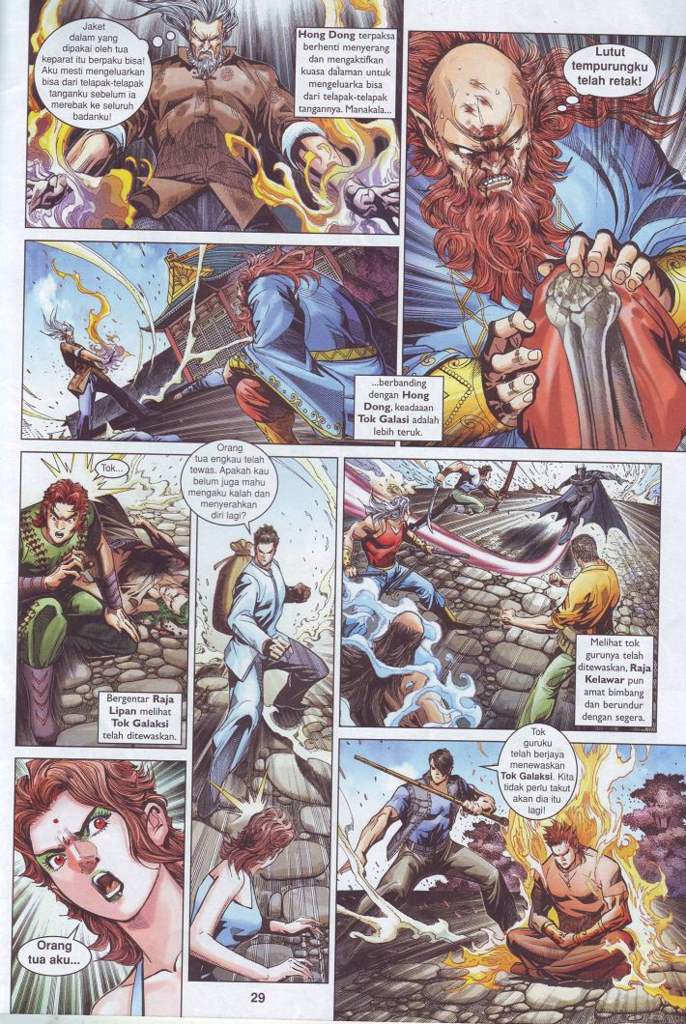 Jaket
dalam yang
dipakai oleh tua
keparat itu berpaku bisa!
Aku mesti mengeluarkan
bisa dari telapak-telapak
tanganku sebelum ia
merebak ke seluruh
badanku!
Hong Dong terpaksa
berhenti menyerang
dan mengaktifkan
kuasa dalaman untuk
mengeluarka bisa
dari telapak-telapak
tangannya. Manakala...
Lutut
tempurungku
telah retak!
...berbanding
dengan Hong
Dong, keadaaan
Tok Galasi adalah
lebih teruk.
Tok...
Bergentar Raja
Lipan melihat
Tok Galaksi
telah ditewaskan.
Orang
tua engkau telah
tewas. Apakah kau
belum juga mahu
mengaku kalah dan
menyerahkan
diri lagi?
Melihat tok
gurunya telah
ditewaskan, Raja
Kelawar pun
amat bimbang
dan berundur
dengan segera.
Orang
tua aku...
Tok
guruku
telah berjaya
menewaskan
Tok Galaksi. Kita
tidak perlu takut
akan dia itu
lagi!
29